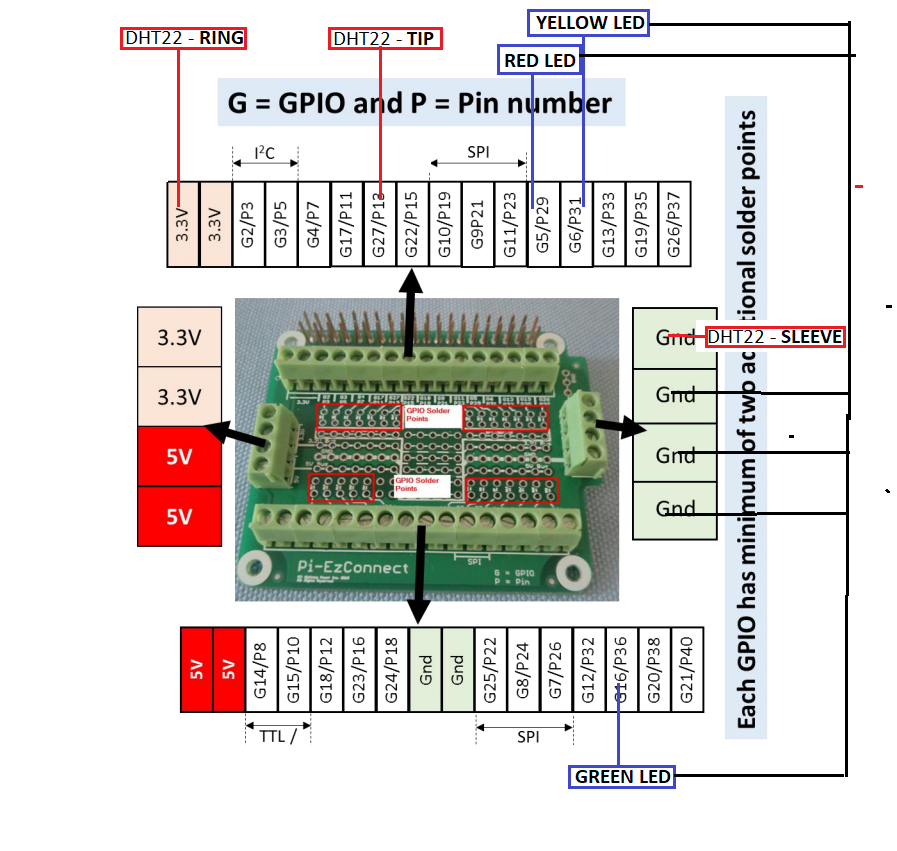 YELLOW LED
DHT22 - RING
DHT22 - TIP
RED LED
G = GPIO and P = Pin number
I²C
SPI
3.3V
3.3V
G2/P3
G3/P5
G4/P7
G17/P11
G27/P13
G22/P15
G10/P19
G9P21
G11/P23
G5/P29
G6/P31
G13/P33
G19/P35
G26/P37
3.3V
3.3V
5V
5V
GPIO Solder
Points
GPIO Solder
Points
Pi-EzConnect
SPI
G = GPIO
P = Pin
Gnd
DHT22 - SLEEVE
Gnd
Gnd
Gnd
Each GPIO has minimum of two additional solder points
5V
5V
G14/P8
G15/P10
G18/P12
G23/P16
G24/P18
Gnd
Gnd
G25/P22
G8/P24
G7/P26
G12/P32
G16/P36
G20/P38
G21/P40
TTL /
SPI
GREEN LED